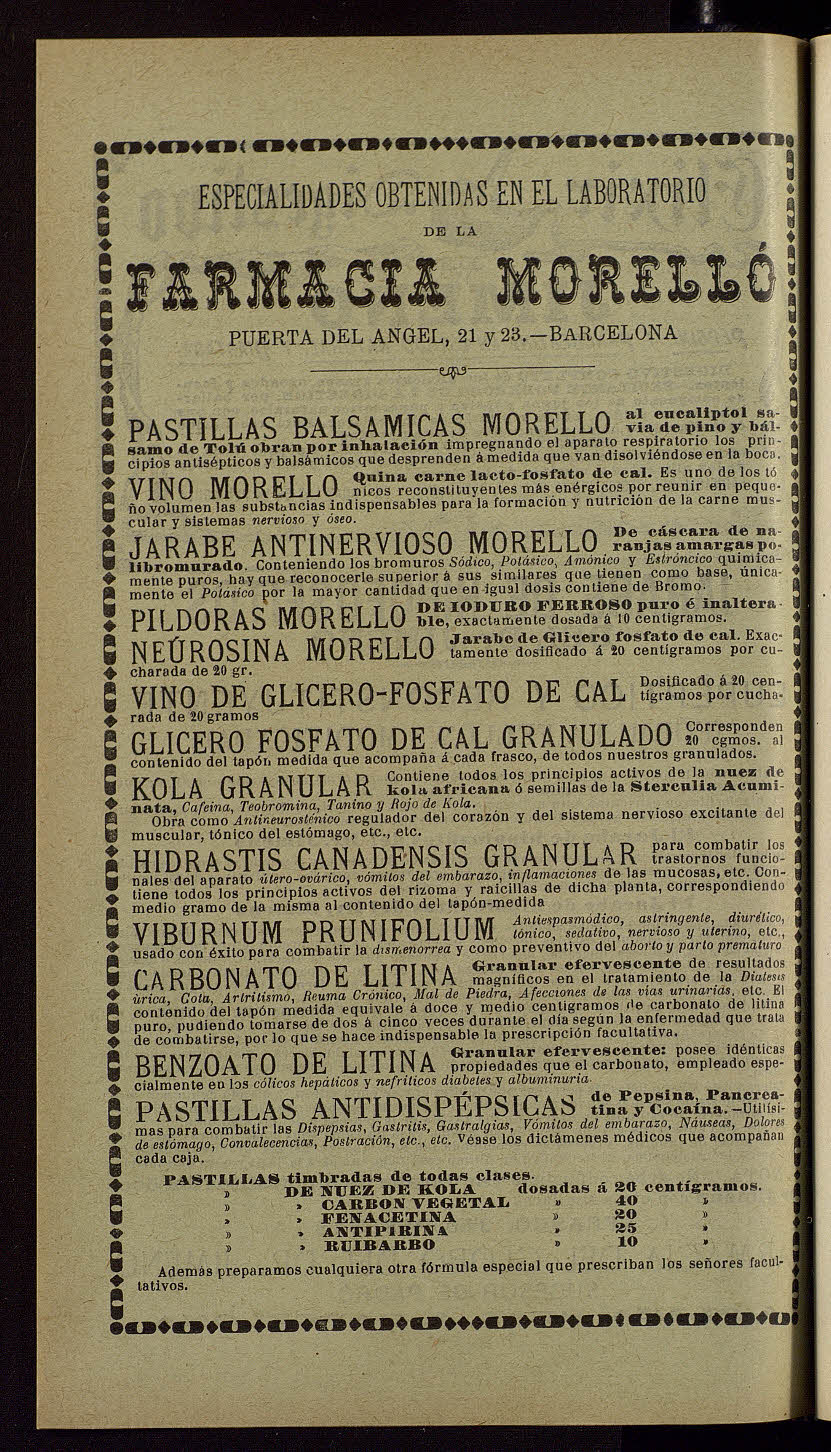 ESPECIALIDADES OBTENIDAS EN EL LABORATORIO
DE LA
FARMACIA MORELLÓ
PUERTA DEL ANGEL, 21 y 23.—BARCELONA
PASTILLAS BALSAMICAS MORELLO al eucaliptol sa-
via de pino y bál-
samo de Tolú obran por inhalación impregnando el aparato respiratorio los prin-
cipios antisépticos y balsámicos que desprenden á medida que van disolviéndose en la boca.
VINO MORELLO Quina carne lacto-fosfato de cal. Es uno de los tó
nicos reconstituyentes más enérgicos por reunir en peque-
ño volumen las substancias indispensables para la formación y nutrición de la carne mus-
cular y sistemas nervioso y óseo.
JARABE ANTINERVIOSO MORELLO De cáscara de na-
ranjas amargas po-
libromurado. Conteniendo los bromuros Sódico, Potásico, Amónico y Estróncico quimica-
mente puros, hay que reconocerle superior á sus similares que tienen como base, única-
mente el Potásico por la mayor cantidad que en igual dosis contiene de Bromo.
PILDORAS MORELLO DE IODURO FERROSO puro é inaltera-
ble, exactamente dosada á 10 centigramos.
NEÚROSINA MORELLO Jarabe de Glicero fosfato de cal. Exac-
tamente dosificado á 20 centígramos por cu-
charada de 20 gr.
VINO DE GLICERO-FOSFATO DE CAL Dosificado á 20 cen-
tígramos por cucha-
rada de 20 gramos
GLICERO FOSFATO DE CAL GRANULADO Corresponden
20 cgmos. al
contenido del tapón medida que acompaña á cada frasco, de todos nuestros granulados.
KOLA GRANULAR Contiene todos los principios activos de la nuez de
kola africana ó semillas de la Sterculia Acumi-
nata, Cafeina, Teobromina, Tanino y Rojo de Kola.
Obra como Antineurosténico regulador del corazón y del sistema nervioso excitante del
muscular, tónico del estómago, etc., etc.
HIDRASTIS CANADENSIS GRANULAR para combatir los
trastornos funcio-
nales del aparato útero-ovárico, vómitos del embarazo, inflamaciones de las mucosas, etc. Con-
tiene todos los principios activos del rizoma y raicillas de dicha planta, correspondiendo
medio gramo de la misma al contenido del tapón-medida
VIBURNUM PRUNIFOLIUM Antiespasmódico, astringente, diurético,
tónico, sedativo, nervioso y uterino, etc.,
usado con éxito para combatir la dismenorrea y como preventivo del aborto y parto prematuro
CARBONATO DE LITINA Granular efervescente de resultados
magníficos en el tratamiento de la Diatesis
úrica, Gota, Artritismo, Reuma Crónico, Mal de Piedra, Afecciones de las vias urinarias, etc. El
contenido del tapón medida equivale á doce y medio centigramos de carbonato de litina
puro, pudiendo tomarse de dos á cinco veces durante el día según la enfermedad que trata
de combatirse, por lo que se hace indispensable la prescripción facultativa.
BENZOATO DE LITINA Granular efervescente: posee idénticas
propiedades que el carbonato, empleado espe-
cialmente en los cólicos hepáticos y nefríticos diabetes y albuminuria
PASTILLAS ANTIDISPÉPSICAS de Pepsina, Pancrea-
tina y Cocaína.—Utilísi-
mas para combatir las Dispepsias, Gastritis, Gastralgias, Vómitos del embarazo, Náuseas, Dolores
de estómago, Convalecencias, Postración, etc., etc. Véase los dictámenes médicos que acompañan
cada caja.
PASTILLAS timbradas de todas clases.
» DE NUEZ DE KOLA dosadas á 20 centígramos.
» » CARBON VEGETAL » 40 »
» » FENACETINA » 20 »
» » ANTIPIRINA » 25 »
» » RUIBARBO » 10 »
Además preparamos cualquiera otra fórmula especial que prescriban los señores facul-
tativos.